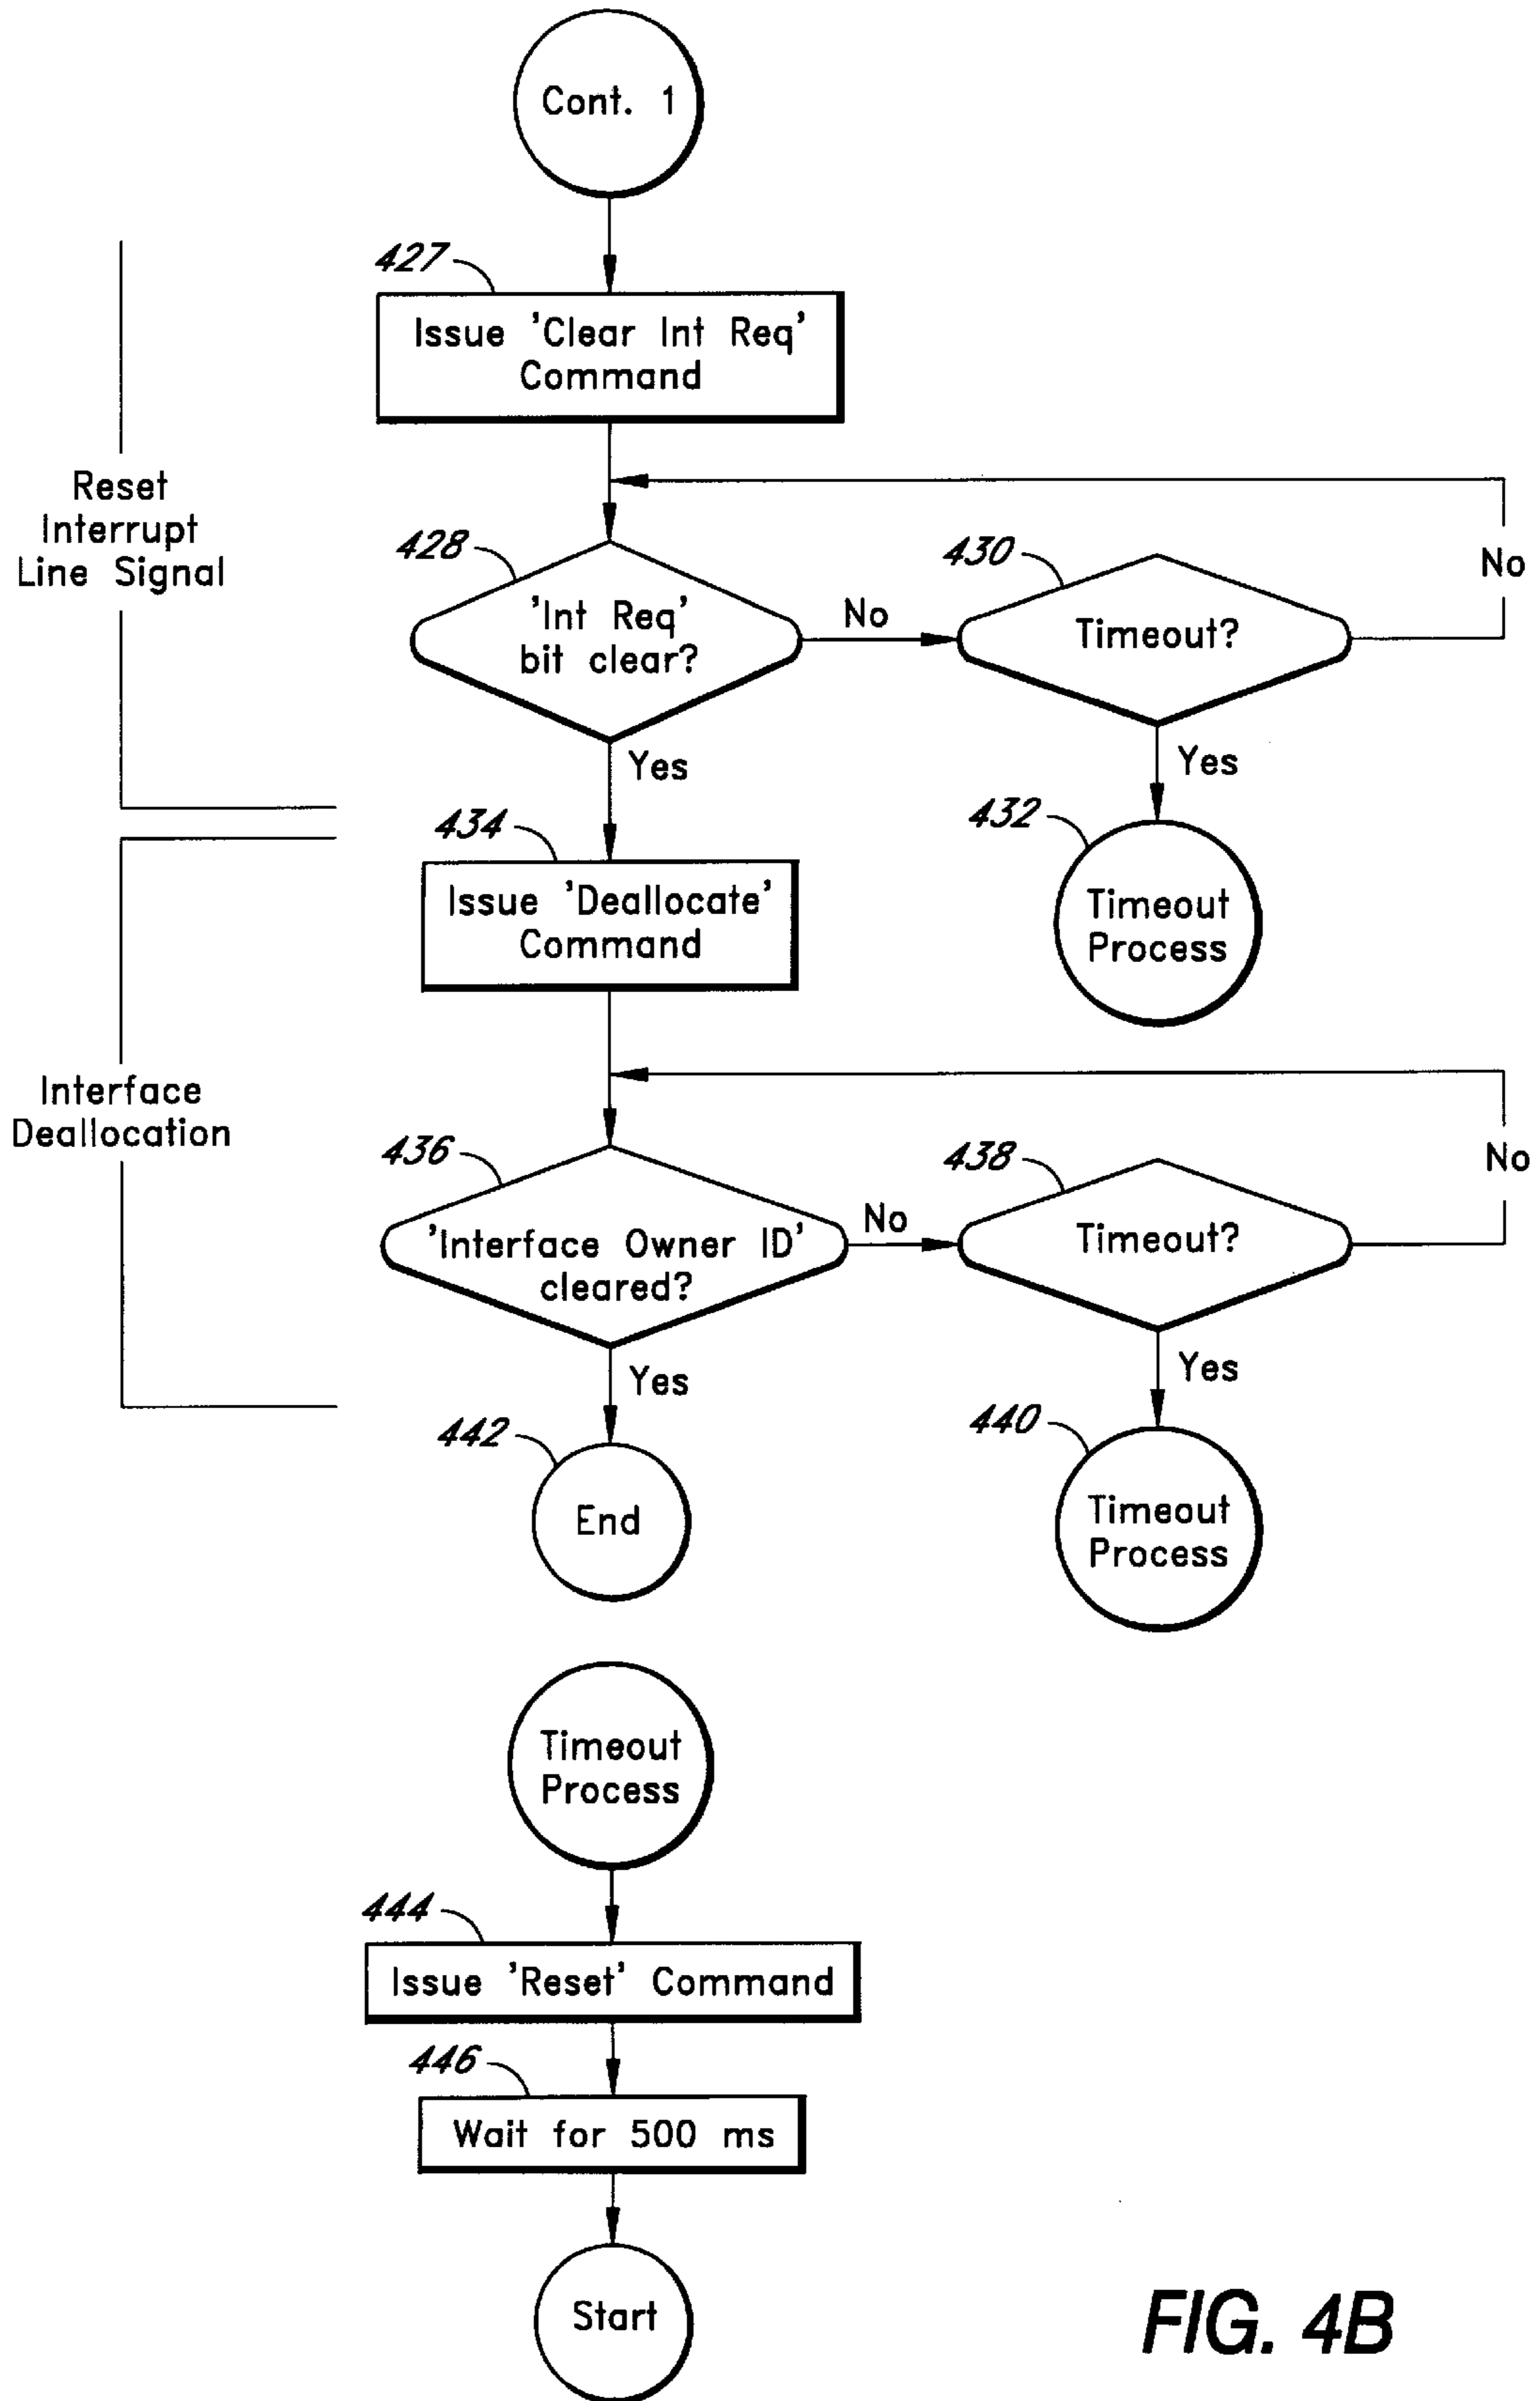 Cont. 1
427
Issue 'Clear Int Req'
Command
Reset
Interrupt
Line Signal
428
'Int Req'
bit clear?
No
430
Timeout?
No
Yes
Yes
432
Timeout
Process
434
Issue 'Deallocate'
Command
Interface
Deallocation
436
'Interface Owner ID'
cleared?
No
438
Timeout?
No
Yes
Yes
442
End
440
Timeout
Process
Timeout
Process
444
Issue 'Reset' Command
446
Wait for 500 ms
Start
FIG. 4B